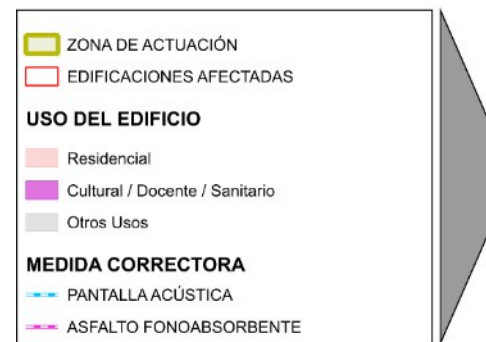 ZONA DE ACTUACIÓN
EDIFICACIONES AFECTADAS
USO DEL EDIFICIO
Residencial
Cultural / Docente / Sanitario
Otros Usos
MEDIDA CORRECTORA
PANTALLA ACÚSTICA
ASFALTO FONOABSORBENTE